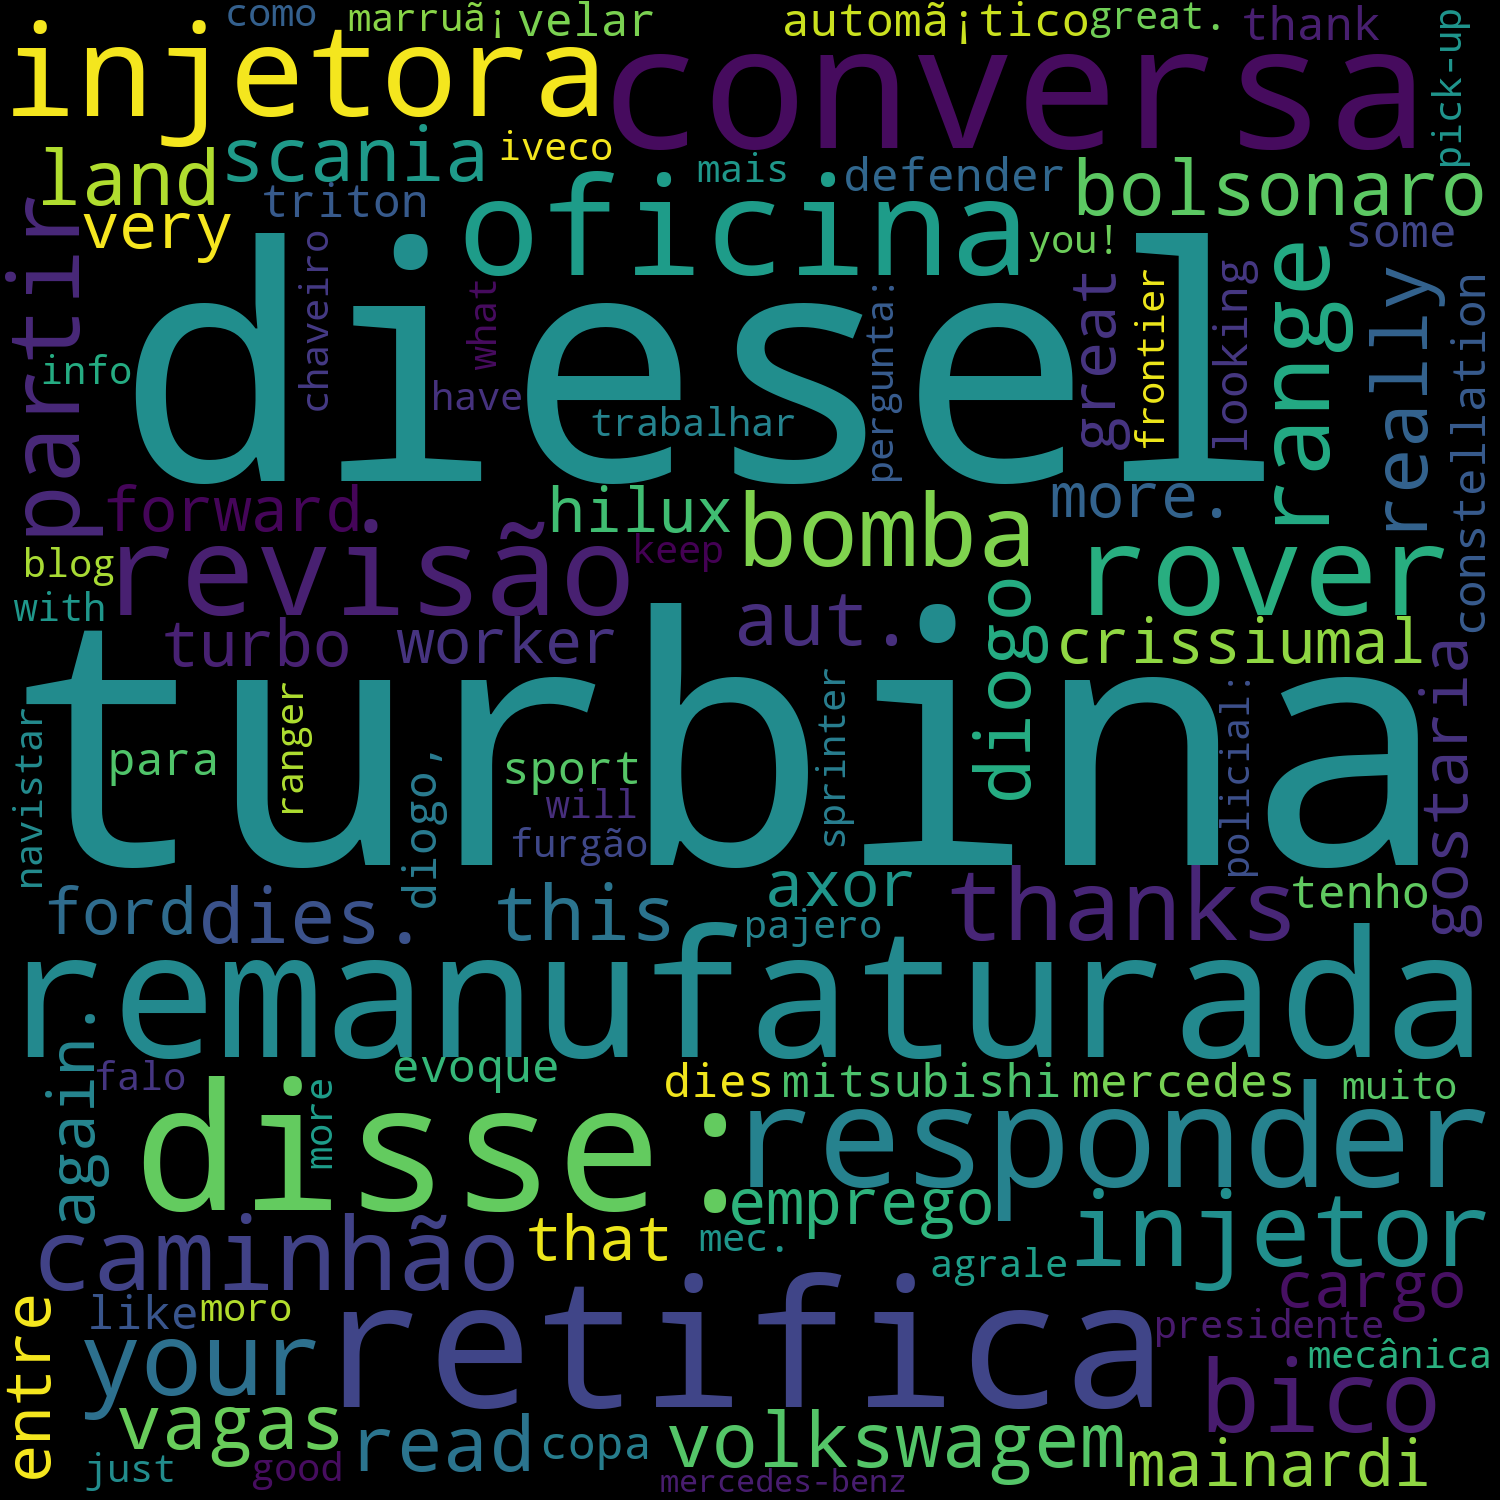 como
marruã¡
velar
automã¡tico
great.
thank
pick-up
injetora
conversa
land
scania
iveco
mais
defender
bolsonaro
very
triton
oficina
you!
some
partir
chaveiro
what
diesel
pergunta:
great
frontier
looking
range
really
constellation
info
have
trabalhar
forward
hilux
bomba
more.
revisão
keep
rover
blog
with
turbo
worker
aut.
diogo
crissiumal
turbina
gostaria
navistar
para
ranger
diogo,
sport
will
furgão
sprinter
policial:
ford
dies.
this
axor
pajero
thanks
tenho
remanufaturada
again.
falo
more
evoque
dies
mitsubishi
mercedes
muito
disse:
responder
emprego
injetor
caminhão
that
mec.
agrale
cargo
entre
like
moro
your
retifica
presidente
mecânica
bico
vagas
read
copa
volkswagem
mainardi
just
good
mercedes-benz